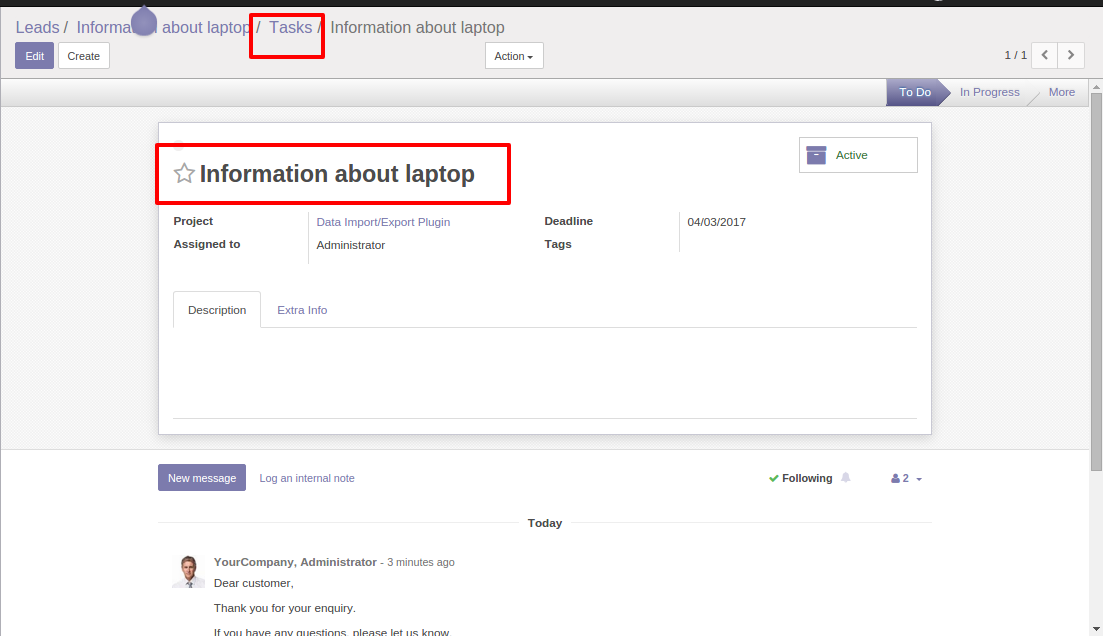 Leads / Informa about laptop / Tasks / Information about laptop
Edit Create Action 1 / 1
To Do In Progress More
Active
Information about laptop
Project Data Import/Export Plugin Deadline 04/03/2017
Assigned to Administrator Tags
Description Extra Info
New message Log an internal note Following 2
Today
YourCompany, Administrator - 3 minutes ago
Dear customer,
Thank you for your enquiry.
If you have any questions, please let us know.